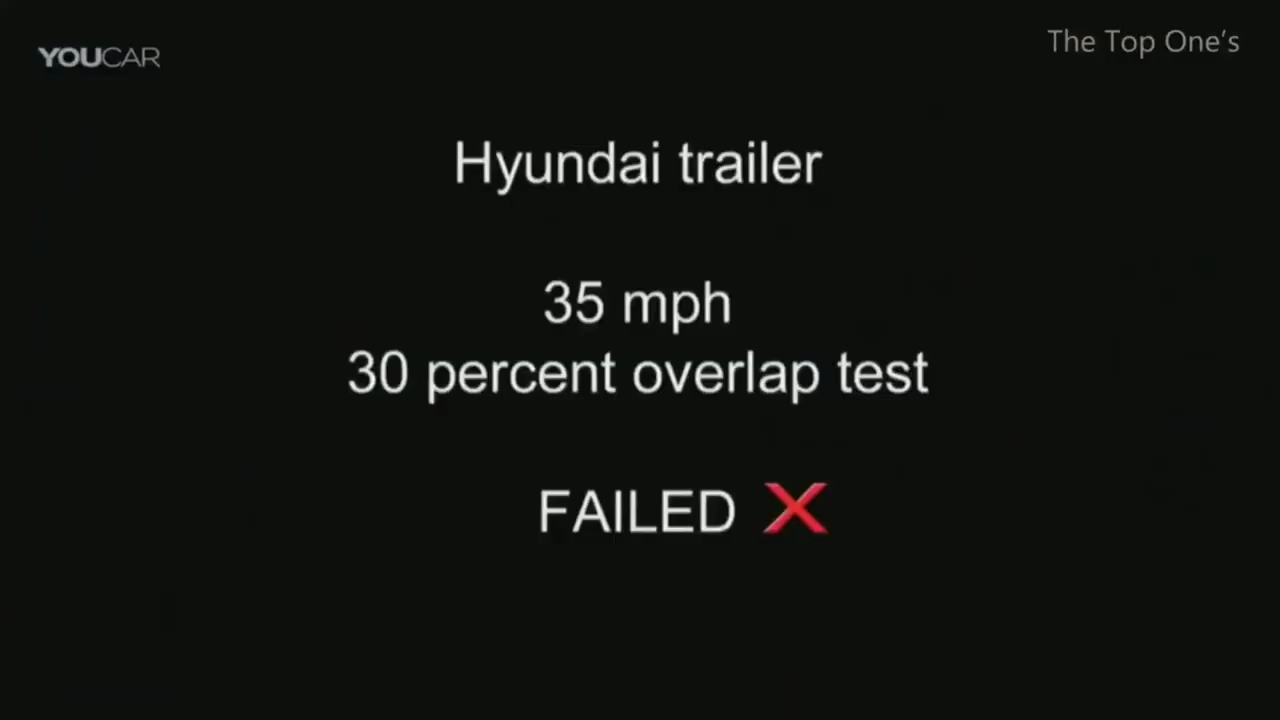 YOUCAR
The Top One's
Hyundai trailer
35 mph
30 percent overlap test
FAILED ❌